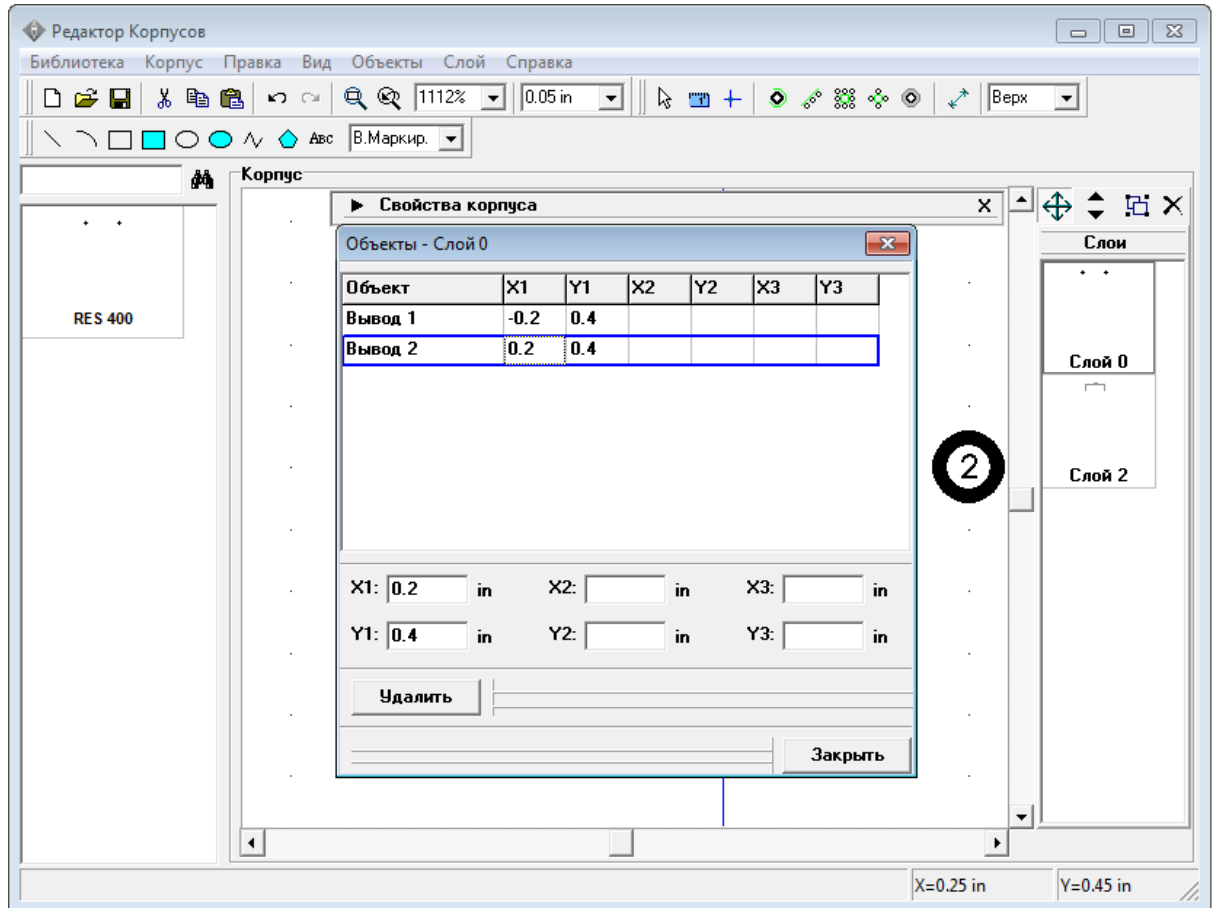 Редактор Корпусов
Библиотека Корпус Правка Вид Объекты Слой Справка
1112% 0.05 in Верх
Авс В.Маркир.
Корпус
Свойства корпуса X
Слои
RES 400
Объекты - Слой 0
Объект X1 Y1 X2 Y2 X3 Y3
Вывод 1 -0.2 0.4
Вывод 2 0.2 0.4
X1: 0.2 in X2: in X3: in
Y1: 0.4 in Y2: in Y3: in
Удалить
Закрыть
2
Слой 0
Слой 2
X=0.25 in Y=0.45 in